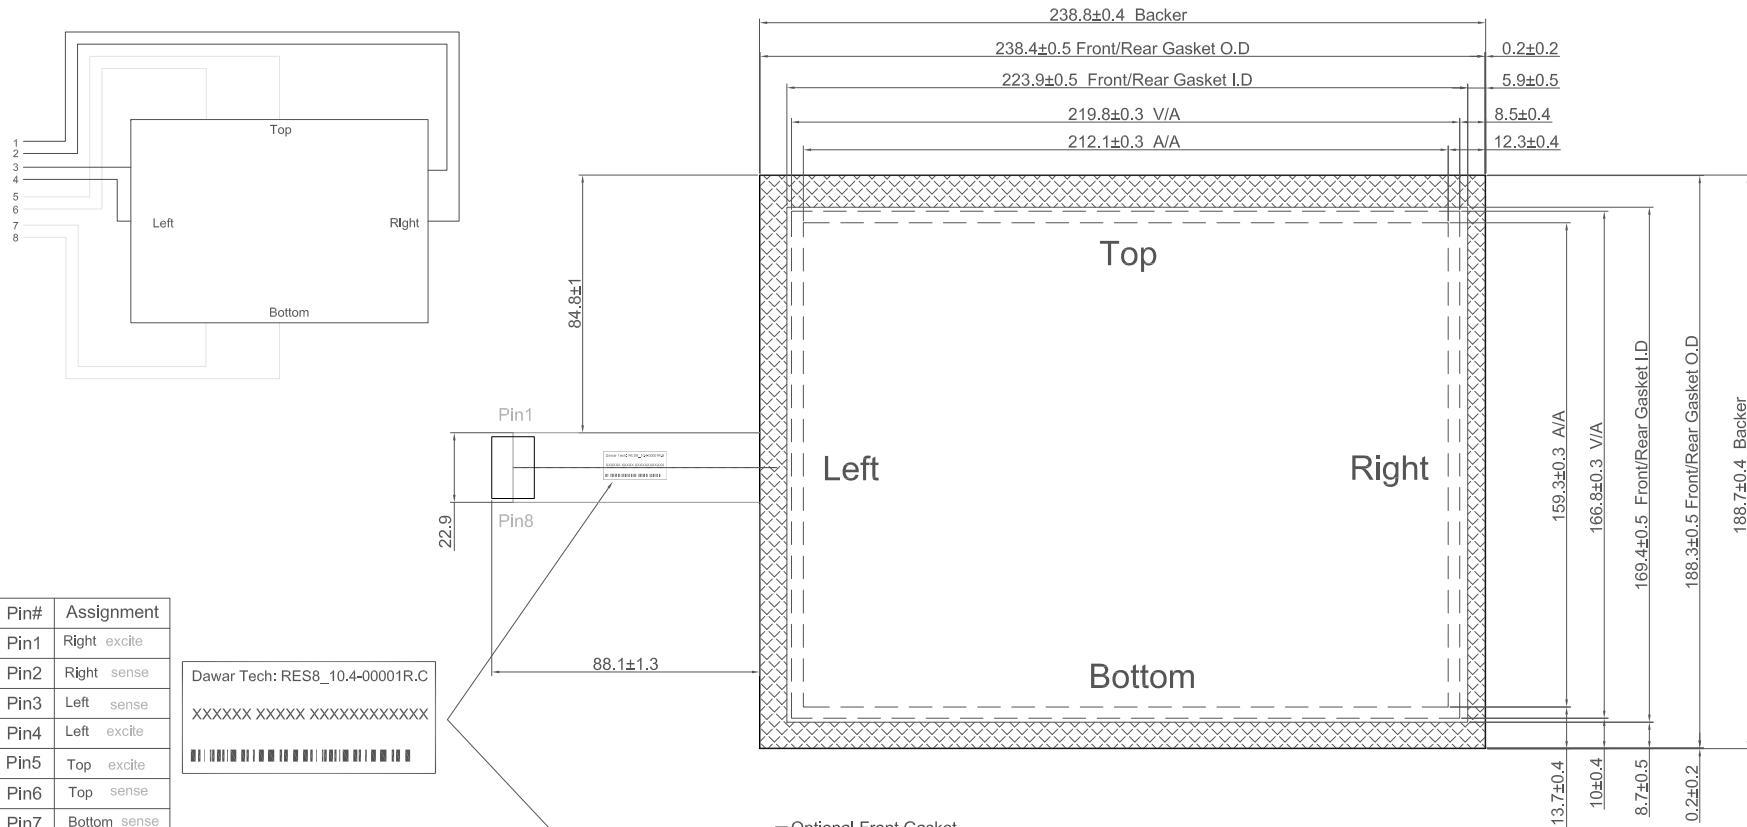 238.8±0.4 Backer
238.4±0.5 Front/Rear Gasket O.D
0.2±0.2
223.9±0.5 Front/Rear Gasket I.D
5.9±0.5
219.8±0.3 V/A
8.5±0.4
212.1±0.3 A/A
12.3±0.4
1
2
3
4
5
6
7
8
Top
Left
RIght
Bottom
84.8±1
Top
Left
Right
Bottom
159.3±0.3 A/A
166.8±0.3 V/A
169.4±0.5 Front/Rear Gasket I.D
188.3±0.5 Front/Rear Gasket O.D
188.7±0.4 Backer
Pin1
Pin8
22.9
88.1±1.3
13.7±0.4
10±0.4
8.7±0.5
0.2±0.2
Pin# Assignment
Pin1 Right excite
Pin2 Right sense
Pin3 Left sense
Pin4 Left excite
Pin5 Top excite
Pin6 Top sense
Pin7 Bottom sense
Dawar Tech: RES8_10.4-00001R.C
XXXXXX XXXXX XXXXXXXXXXXX
Optional Front Gasket